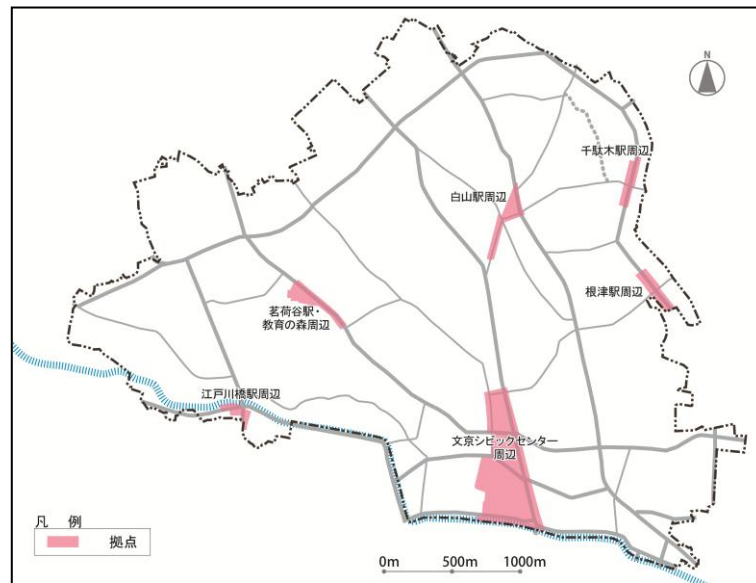 N
千駄木駅周辺
白山駅周辺
根津駅周辺
茗荷谷駅・
教育の森周辺
江戸川橋駅周辺
文京シビックセンター
周辺
凡 例
拠点
0m 500m 1000m